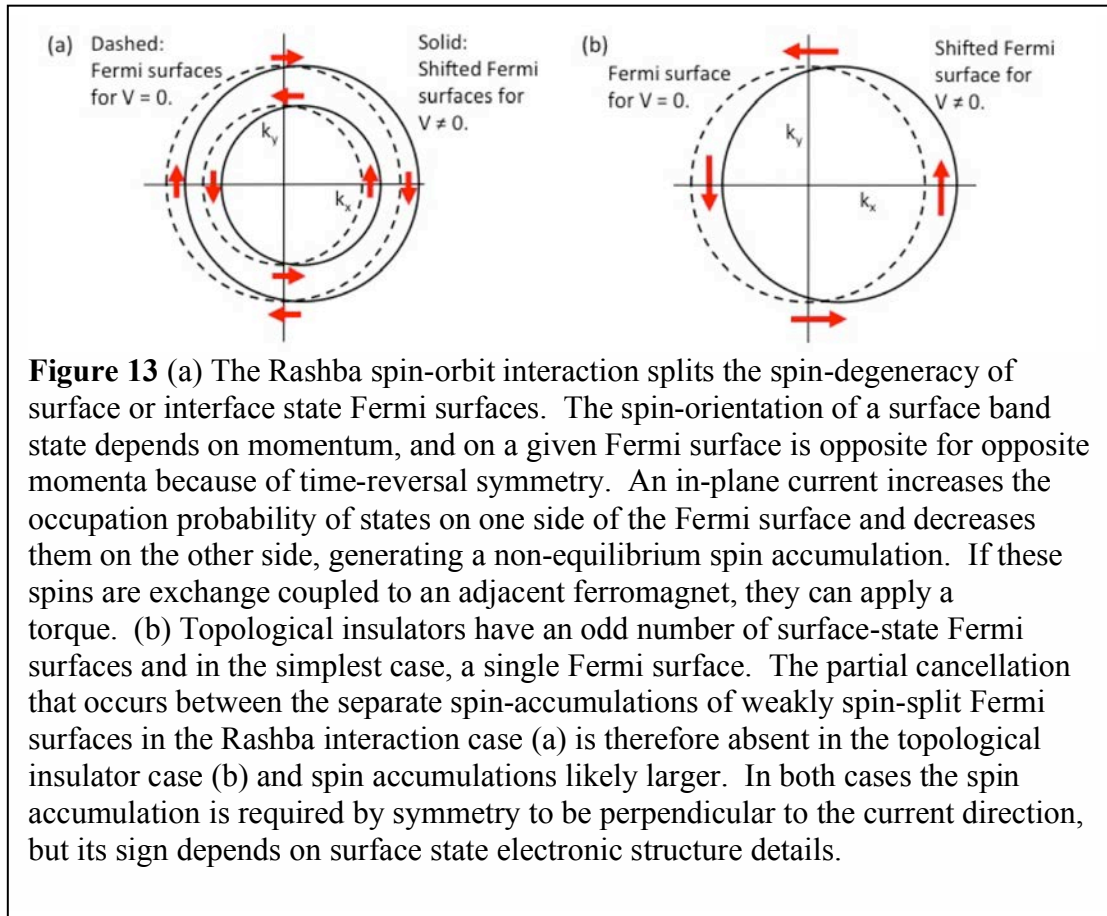 (a) Dashed:
Fermi surfaces
for V = 0.
Solid:
Shifted Fermi
surfaces for
V ≠ 0.
k_y
k_x
(b)
Fermi surface
for V = 0.
Shifted Fermi
surface for
V ≠ 0.
k_y
k_x
Figure 13 (a) The Rashba spin-orbit interaction splits the spin-degeneracy of
surface or interface state Fermi surfaces. The spin-orientation of a surface band
state depends on momentum, and on a given Fermi surface is opposite for opposite
momenta because of time-reversal symmetry. An in-plane current increases the
occupation probability of states on one side of the Fermi surface and decreases
them on the other side, generating a non-equilibrium spin accumulation. If these
spins are exchange coupled to an adjacent ferromagnet, they can apply a
torque. (b) Topological insulators have an odd number of surface-state Fermi
surfaces and in the simplest case, a single Fermi surface. The partial cancellation
that occurs between the separate spin-accumulations of weakly spin-split Fermi
surfaces in the Rashba interaction case (a) is therefore absent in the topological
insulator case (b) and spin accumulations likely larger. In both cases the spin
accumulation is required by symmetry to be perpendicular to the current direction,
but its sign depends on surface state electronic structure details.